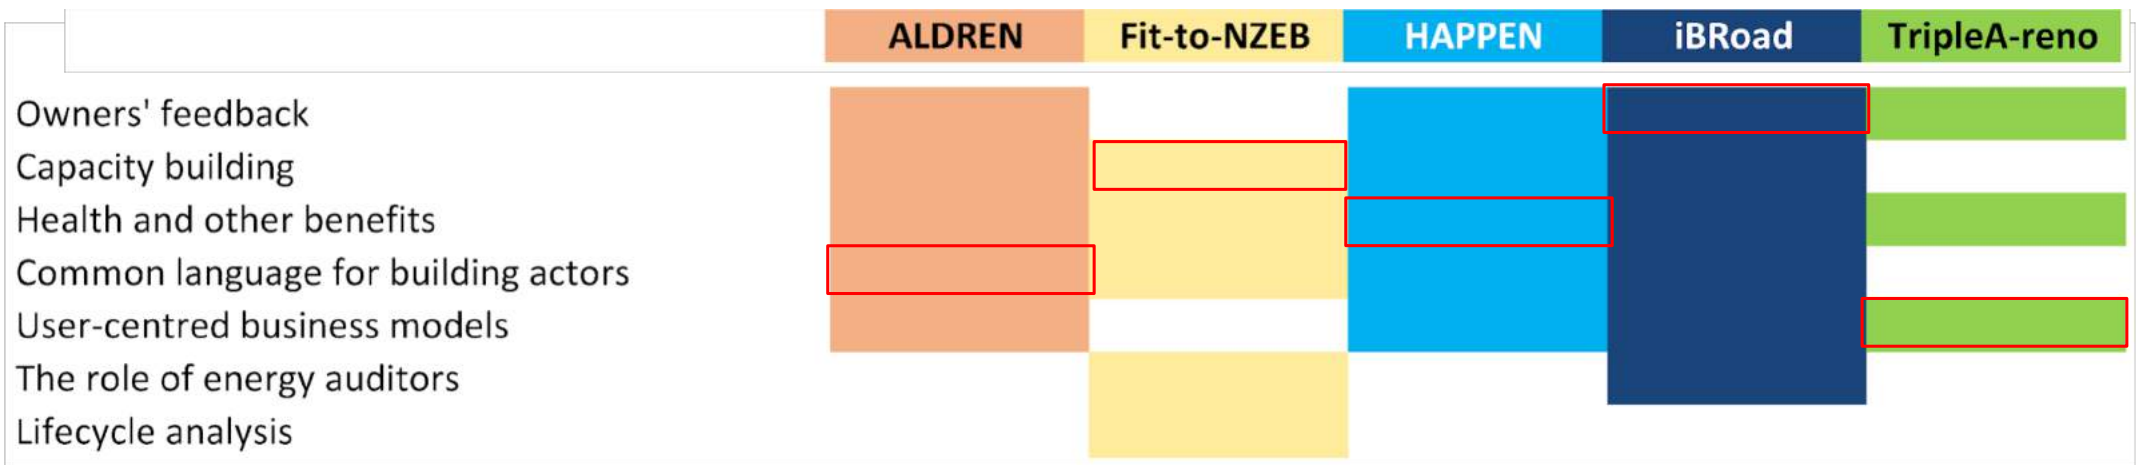 ALDREN Fit-to-NZEB HAPPEN iBRoad TripleA-reno
Owners' feedback
Capacity building
Health and other benefits
Common language for building actors
User-centred business models
The role of energy auditors
Lifecycle analysis